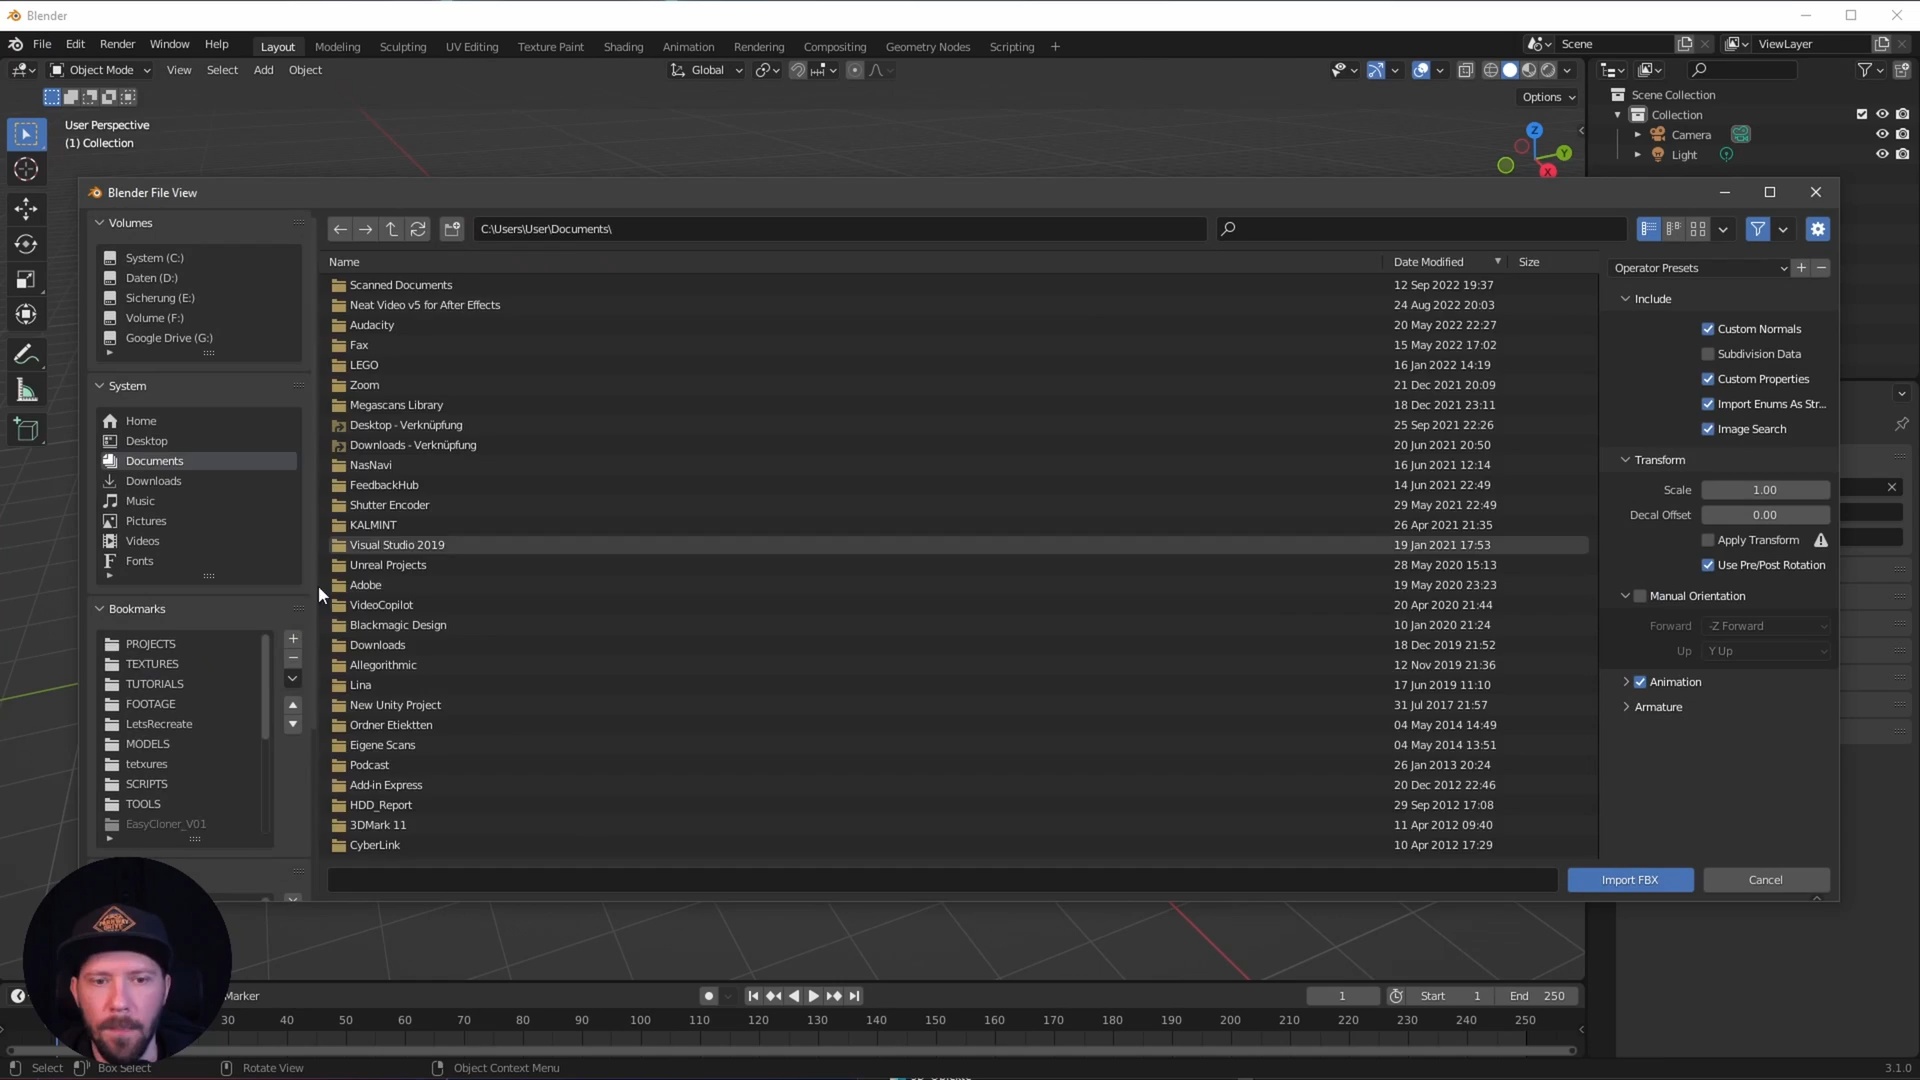 Blender
File Edit Render Window Help Layout Modeling Sculpting UV Editing Texture Paint Shading Animation Rendering Compositing Geometry Nodes Scripting + Scene ViewLayer
Object Mode View Select Add Object Global
Options
User Perspective
(1) Collection
Z
Y
X
Scene Collection
Collection
Camera
Light
Blender File View
Volumes
System (C:)
Daten (D:)
Sicherung (E:)
Volume (F:)
Google Drive (G:)
System
Home
Desktop
Documents
Downloads
Music
Pictures
Videos
Fonts
Bookmarks
PROJECTS
TEXTURES
TUTORIALS
FOOTAGE
LetsRecreate
MODELS
tetxures
SCRIPTS
TOOLS
EasyCloner_V01
C:\Users\User\Documents\
Name Date Modified Size
Scanned Documents 12 Sep 2022 19:37
Neat Video v5 for After Effects 24 Aug 2022 20:03
Audacity 20 May 2022 22:27
Fax 15 May 2022 17:02
LEGO 16 Jan 2022 14:19
Zoom 21 Dec 2021 20:09
Megascans Library 18 Dec 2021 23:11
Desktop - Verknüpfung 25 Sep 2021 22:26
Downloads - Verknüpfung 20 Jun 2021 20:50
NasNavi 16 Jun 2021 12:14
FeedbackHub 14 Jun 2021 22:49
Shutter Encoder 29 May 2021 22:49
KALMINT 26 Apr 2021 21:35
Visual Studio 2019 19 Jan 2021 17:53
Unreal Projects 28 May 2020 15:13
Adobe 19 May 2020 23:23
VideoCopilot 20 Apr 2020 21:44
Blackmagic Design 10 Jan 2020 21:24
Downloads 18 Dec 2019 21:52
Allegorithmic 12 Nov 2019 21:36
Lina 17 Jun 2019 11:10
New Unity Project 31 Jul 2017 21:57
Ordner Etiektten 04 May 2014 14:49
Eigene Scans 04 May 2014 13:51
Podcast 26 Jan 2013 20:24
Add-in Express 20 Dec 2012 22:46
HDD_Report 29 Sep 2012 17:08
3DMark 11 11 Apr 2012 09:40
CyberLink 10 Apr 2012 17:29
Operator Presets + −
Include
Custom Normals
Subdivision Data
Custom Properties
Import Enums As Str...
Image Search
Transform
Scale 1.00
Decal Offset 0.00
Apply Transform
Use Pre/Post Rotation
Manual Orientation
Forward -Z Forward
Up Y Up
Animation
Armature
Import FBX Cancel
Marker 1 Start 1 End 250
30 40 50 60 70 80 90 100 110 120 130 140 150 160 170 180 190 200 210 220 230 240 250
Select Box Select Rotate View Object Context Menu 3.1.0